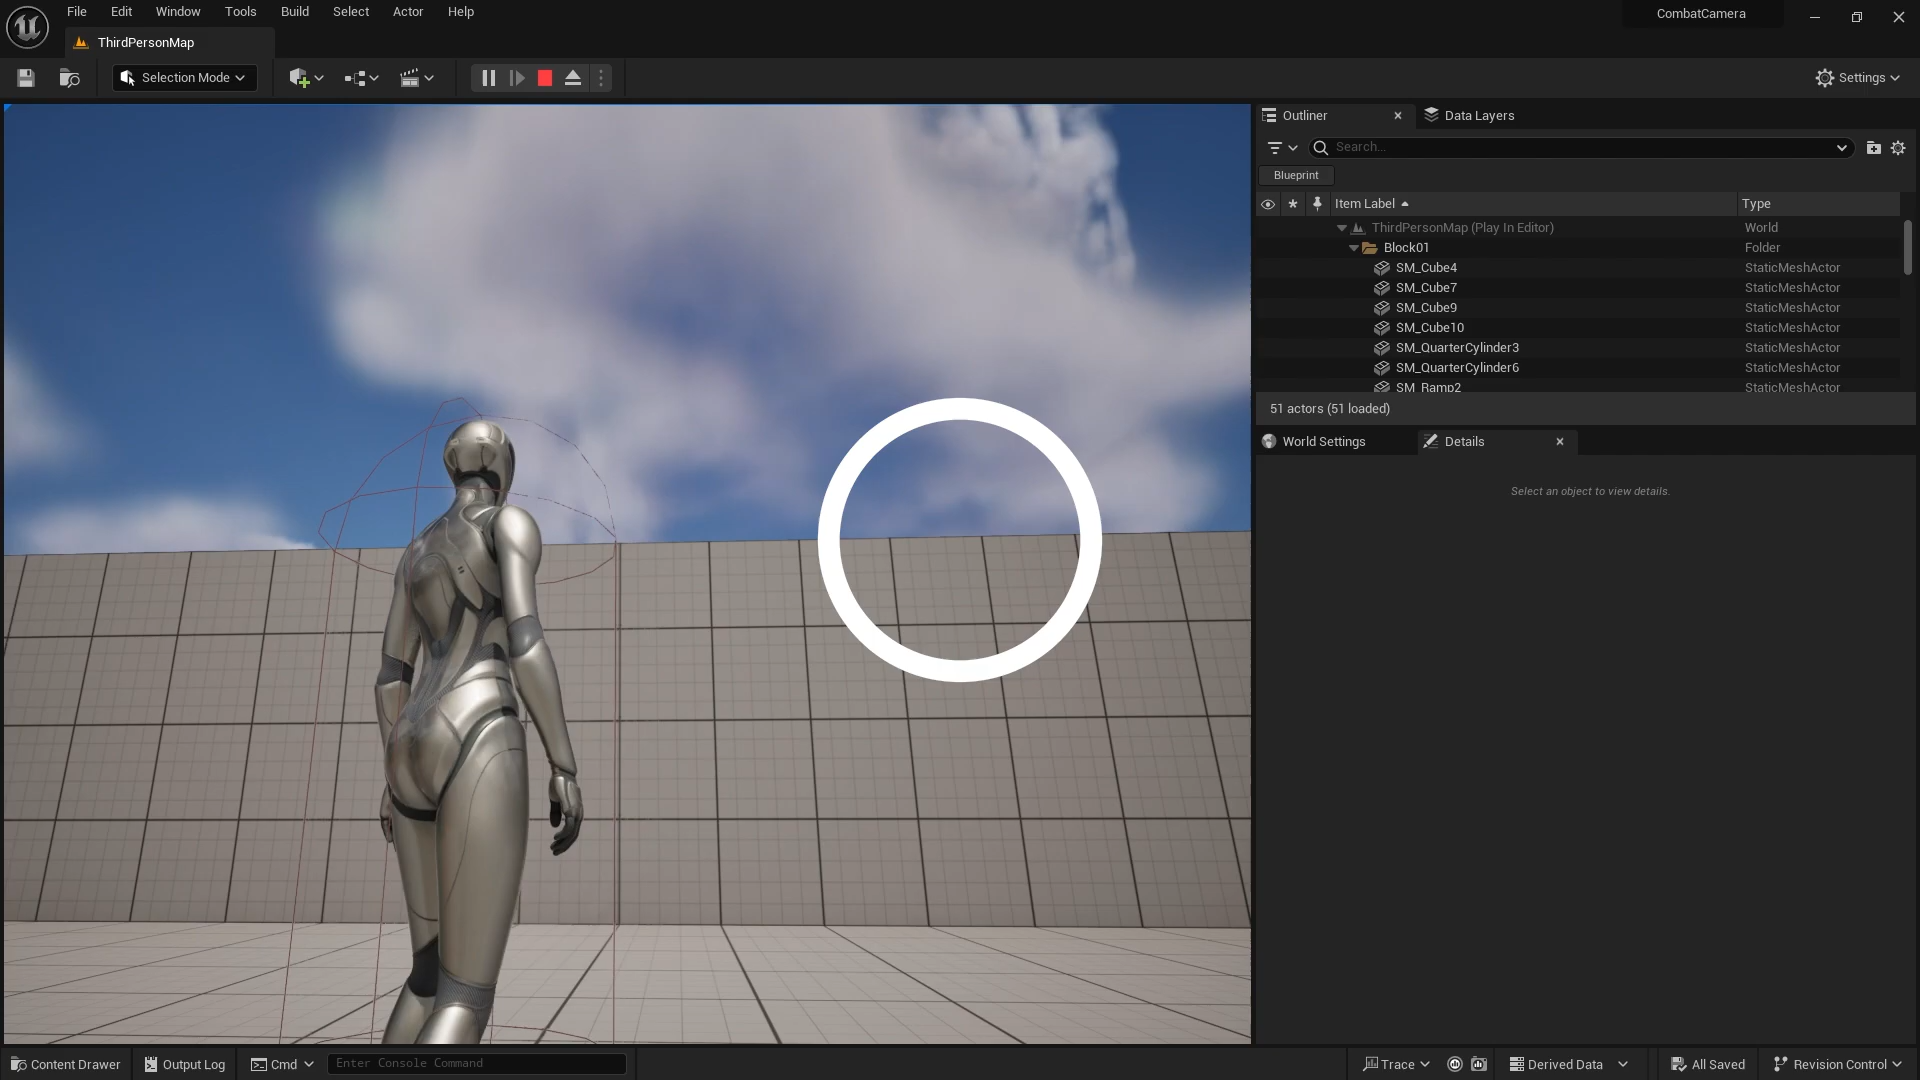 File Edit Window Tools Build Select Actor Help
CombatCamera
ThirdPersonMap
Selection Mode
Settings
Outliner
Data Layers
Search...
Blueprint
Item Label
Type
ThirdPersonMap (Play In Editor) World
Block01 Folder
SM_Cube4 StaticMeshActor
SM_Cube7 StaticMeshActor
SM_Cube9 StaticMeshActor
SM_Cube10 StaticMeshActor
SM_QuarterCylinder3 StaticMeshActor
SM_QuarterCylinder6 StaticMeshActor
SM_Ramp2 StaticMeshActor
51 actors (51 loaded)
World Settings
Details
Select an object to view details.
Content Drawer
Output Log
Cmd
Enter Console Command
Trace
Derived Data
All Saved
Revision Control